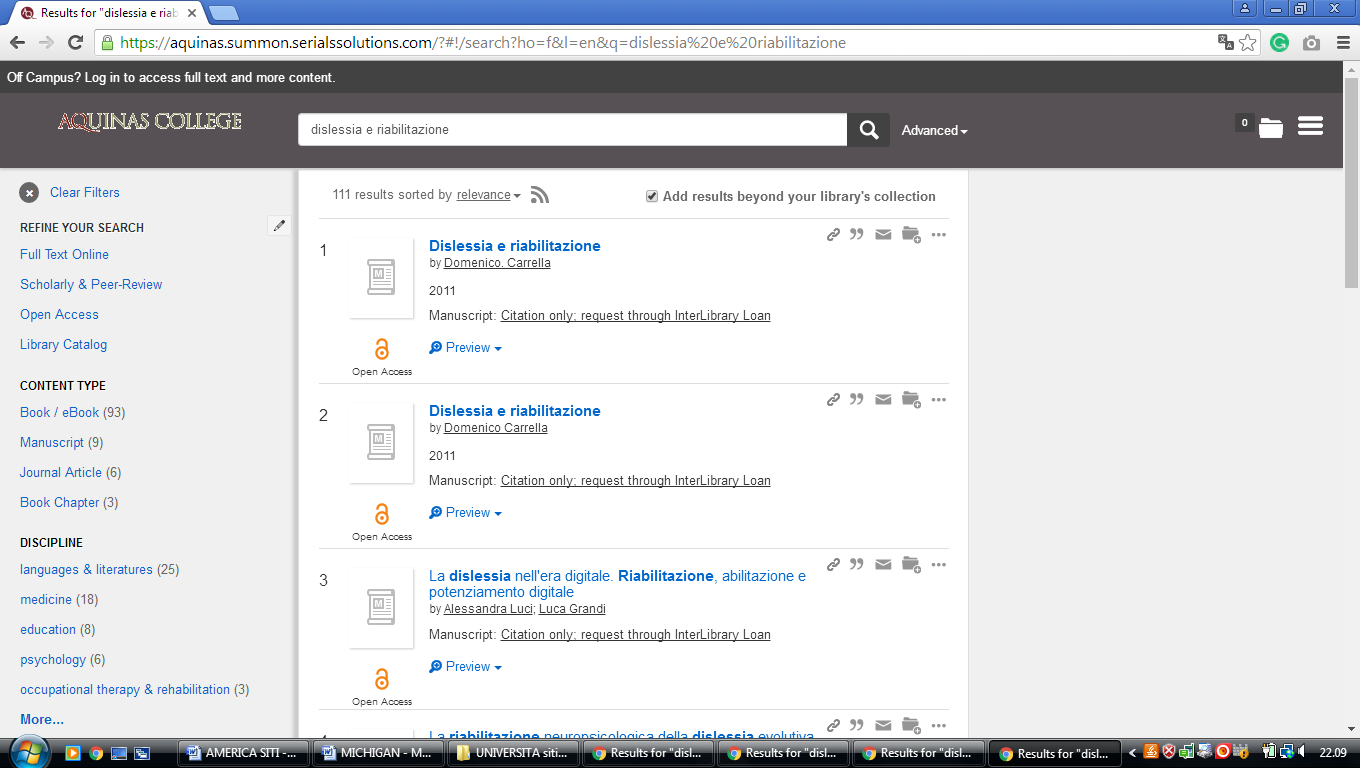 Results for "dislessia e riab
https://aquinas.summon.serialssolutions.com/?#!/search?ho=f&l=en&q=dislessia%20e%20riabilitazione
Off Campus? Log in to access full text and more content.
AQUINAS COLLEGE
dislessia e riabilitazione
Advanced
0
Clear Filters
REFINE YOUR SEARCH
Full Text Online
Scholarly & Peer-Review
Open Access
Library Catalog
CONTENT TYPE
Book / eBook (93)
Manuscript (9)
Journal Article (6)
Book Chapter (3)
DISCIPLINE
languages & literatures (25)
medicine (18)
education (8)
psychology (6)
occupational therapy & rehabilitation (3)
More...
111 results sorted by relevance
Add results beyond your library's collection
1
Dislessia e riabilitazione
by Domenico. Carrella
2011
Manuscript: Citation only; request through InterLibrary Loan
Preview
Open Access
2
Dislessia e riabilitazione
by Domenico Carrella
2011
Manuscript: Citation only; request through InterLibrary Loan
Preview
Open Access
3
La dislessia nell'era digitale. Riabilitazione, abilitazione e
potenziamento digitale
by Alessandra Luci; Luca Grandi
Manuscript: Citation only; request through InterLibrary Loan
Preview
Open Access
La riabilitazione neuropsicologica della dislessia evolutiva
AMERICA SITI -...
MICHIGAN - M...
UNIVERSITA siti...
Results for "disl...
Results for "disl...
Results for "disl...
Results for "disl...
22.09